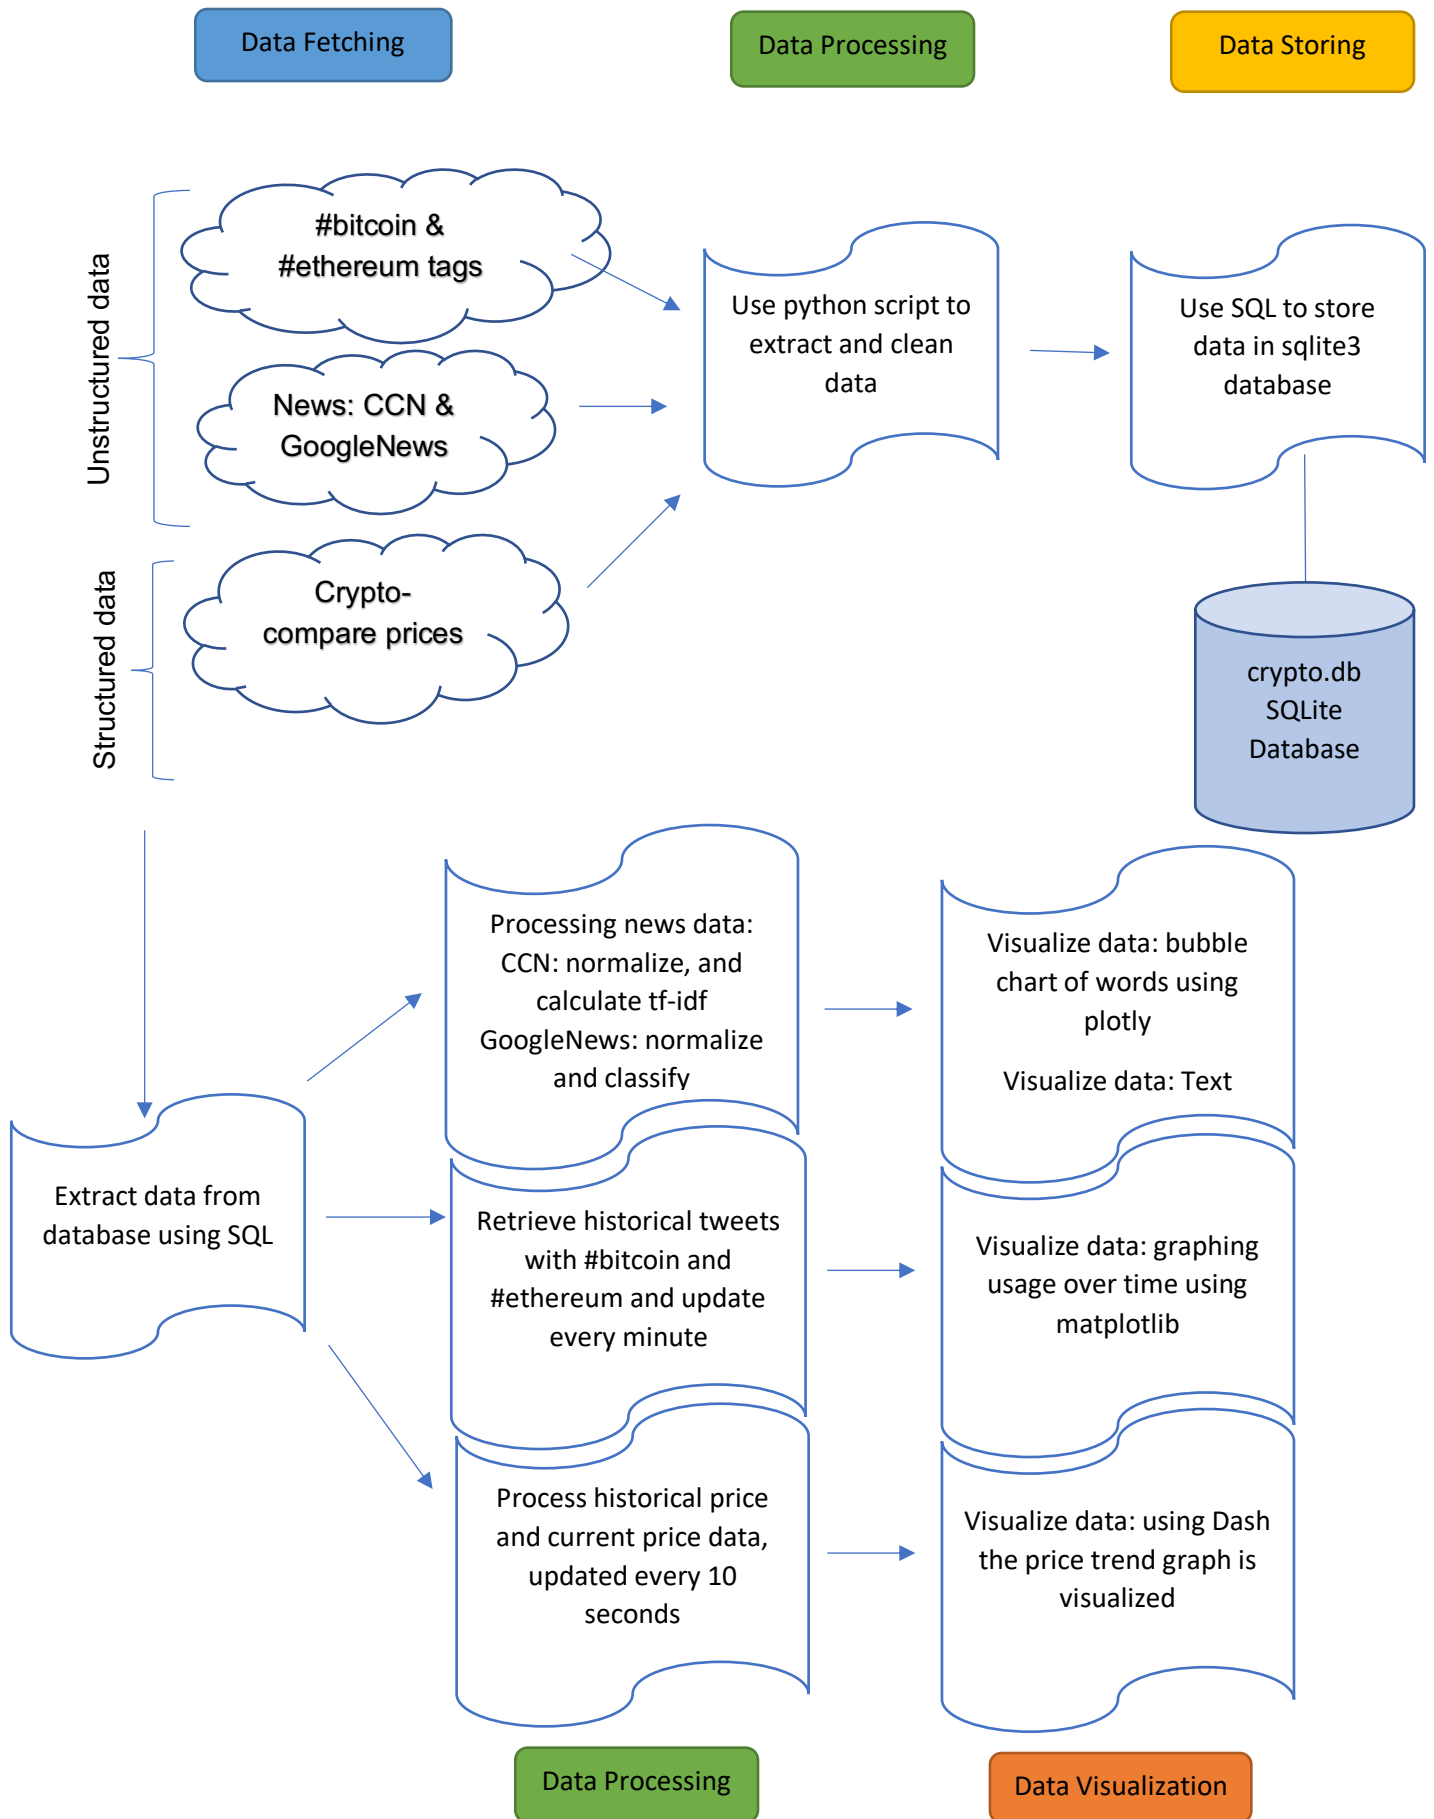 Data Fetching
Data Processing
Data Storing
Unstructured data
#bitcoin &
#ethereum tags
News: CCN &
GoogleNews
Structured data
Crypto-
compare prices
Use python script to
extract and clean
data
Use SQL to store
data in sqlite3
database
crypto.db
SQLite
Database
Extract data from
database using SQL
Processing news data:
CCN: normalize, and
calculate tf-idf
GoogleNews: normalize
and classify
Visualize data: bubble
chart of words using
plotly
Visualize data: Text
Retrieve historical tweets
with #bitcoin and
#ethereum and update
every minute
Visualize data: graphing
usage over time using
matplotlib
Process historical price
and current price data,
updated every 10
seconds
Visualize data: using Dash
the price trend graph is
visualized
Data Processing
Data Visualization